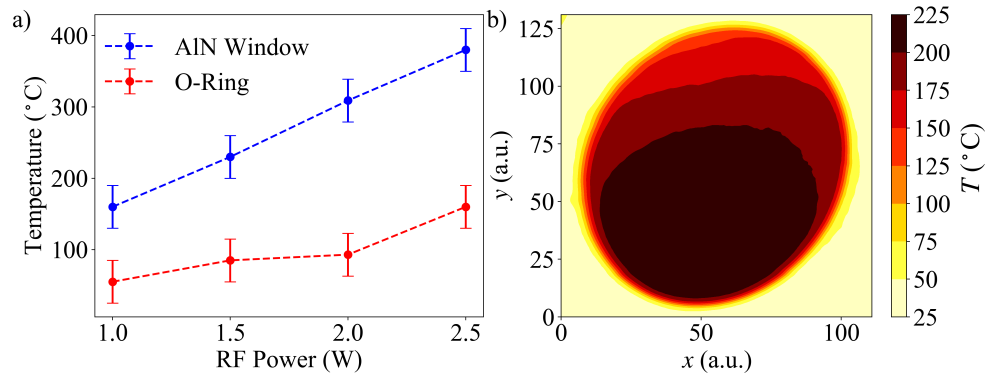 a)
400
300
200
100
Temperature (°C)
AlN Window
O-Ring
1.0 1.5 2.0 2.5
RF Power (W)
b)
125
100
75
50
25
0
y (a.u.)
0 50 100
x (a.u.)
225
200
175
150
125
100
75
50
25
T (°C)